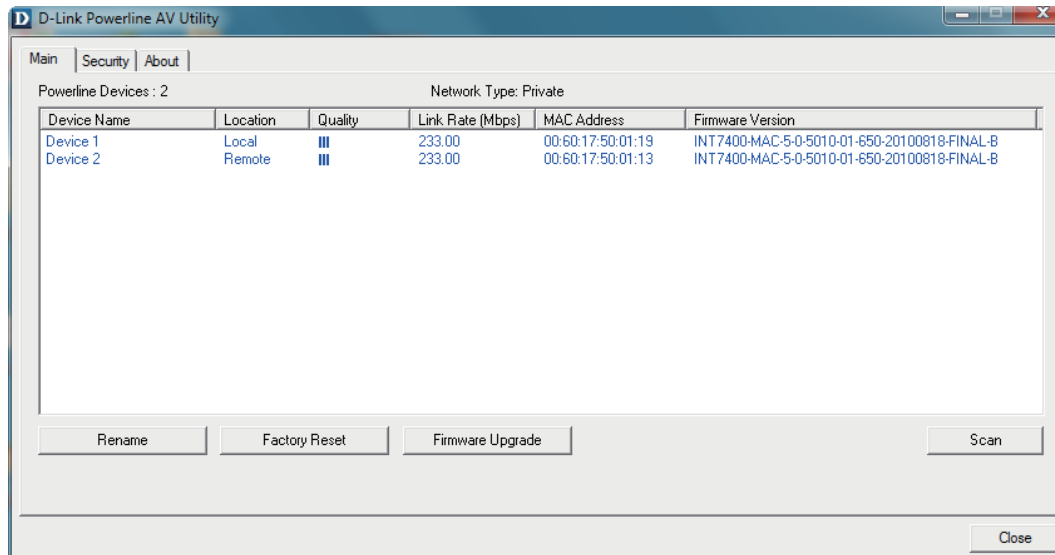 D-Link Powerline AV Utility
Main Security About
Powerline Devices : 2 Network Type: Private
Device Name Location Quality Link Rate (Mbps) MAC Address Firmware Version
Device 1 Local 233.00 00:60:17:50:01:19 INT7400-MAC-5-0-5010-01-650-20100818-FINAL-B
Device 2 Remote 233.00 00:60:17:50:01:13 INT7400-MAC-5-0-5010-01-650-20100818-FINAL-B
Rename Factory Reset Firmware Upgrade Scan
Close